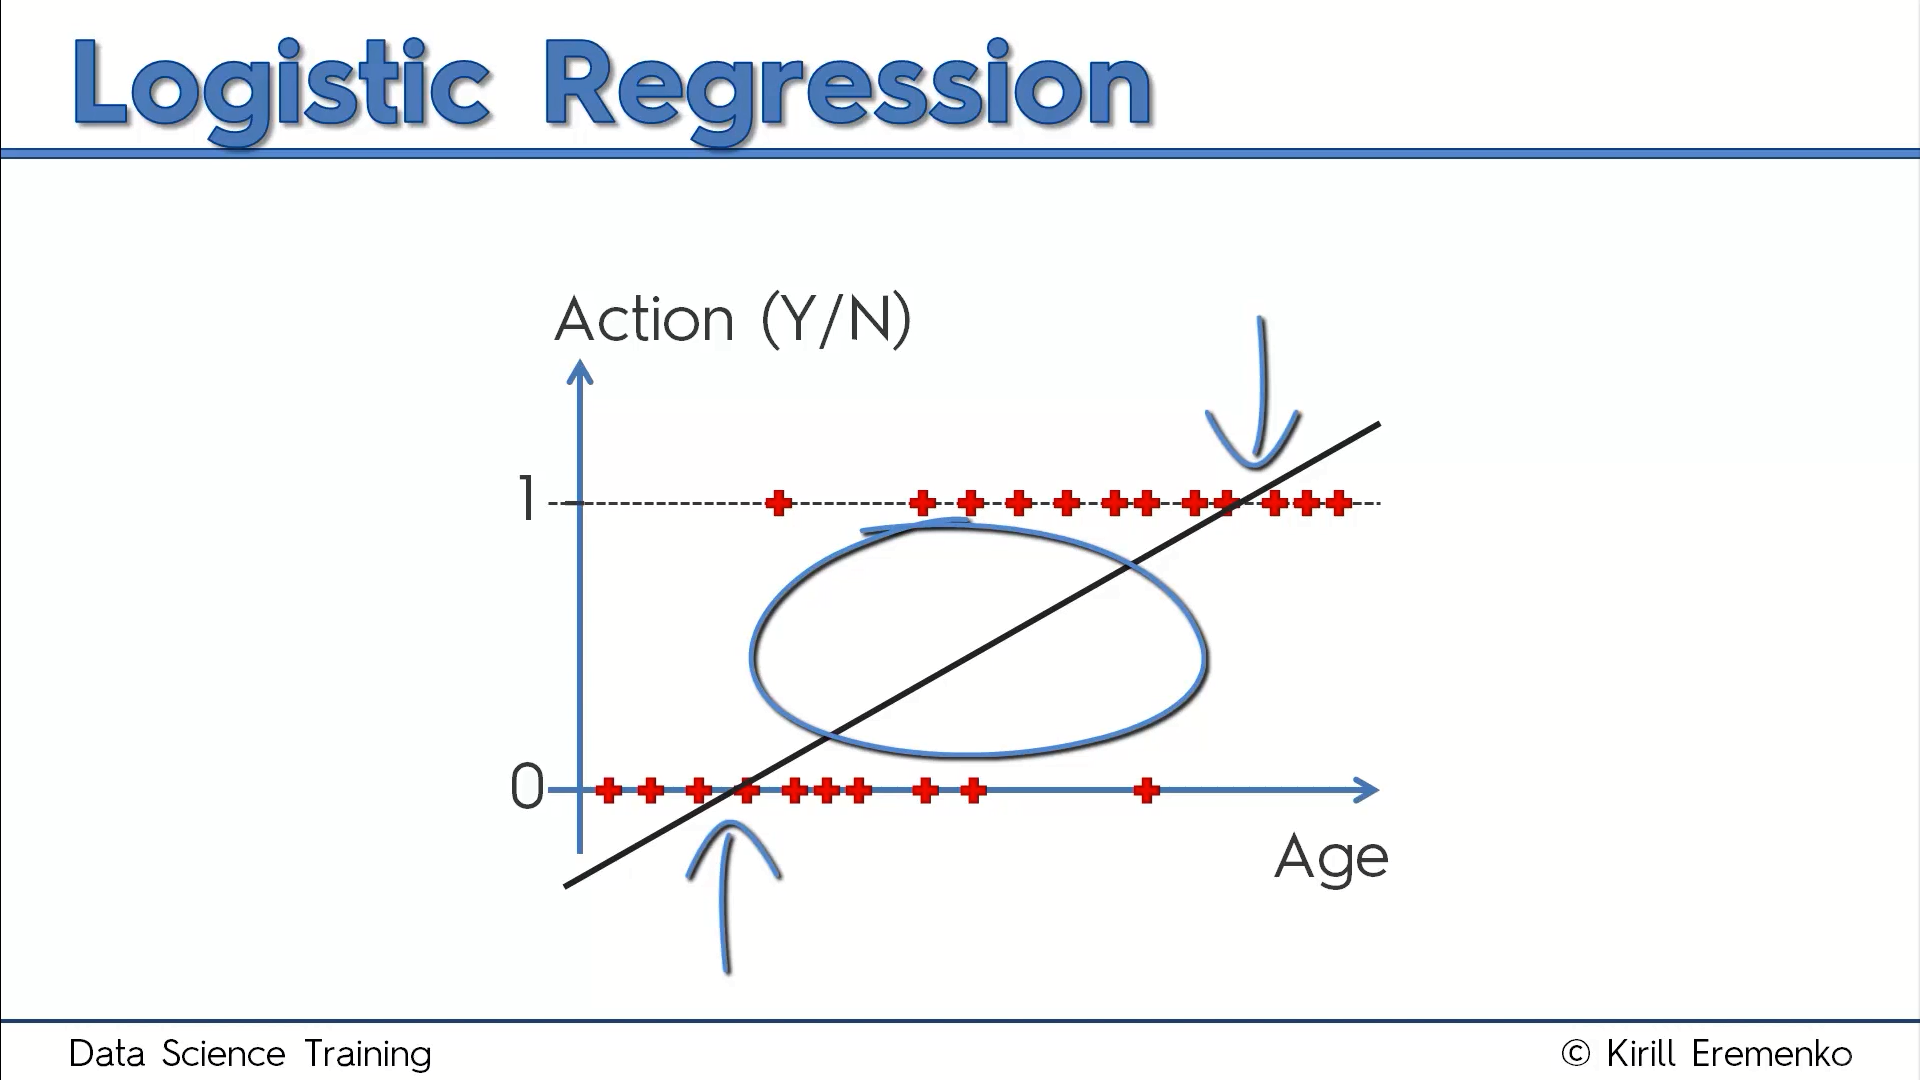 Logistic Regression
Action (Y/N)
1
0
Age
Data Science Training
© Kirill Eremenko